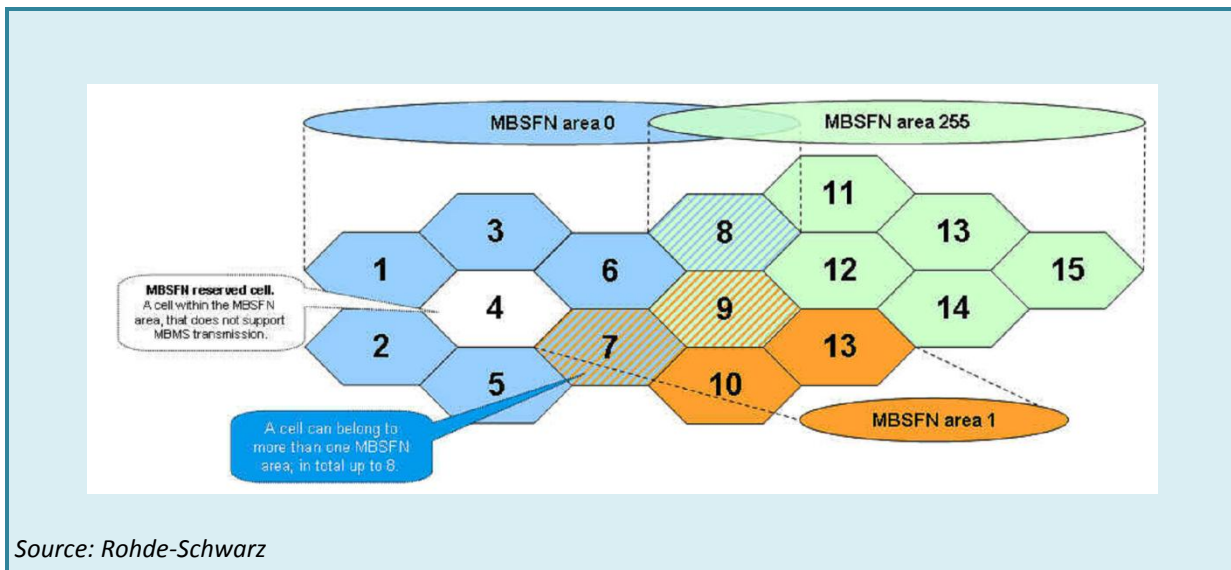 MBSFN area 0
MBSFN area 255
11
3
8
13
1
6
12
15
MBSFN reserved cell.
A cell within the MBSFN
area, that does not support
MBMS transmission.
4
9
14
2
7
13
5
10
A cell can belong to
more than one MBSFN
area; in total up to 8.
MBSFN area 1
Source: Rohde-Schwarz